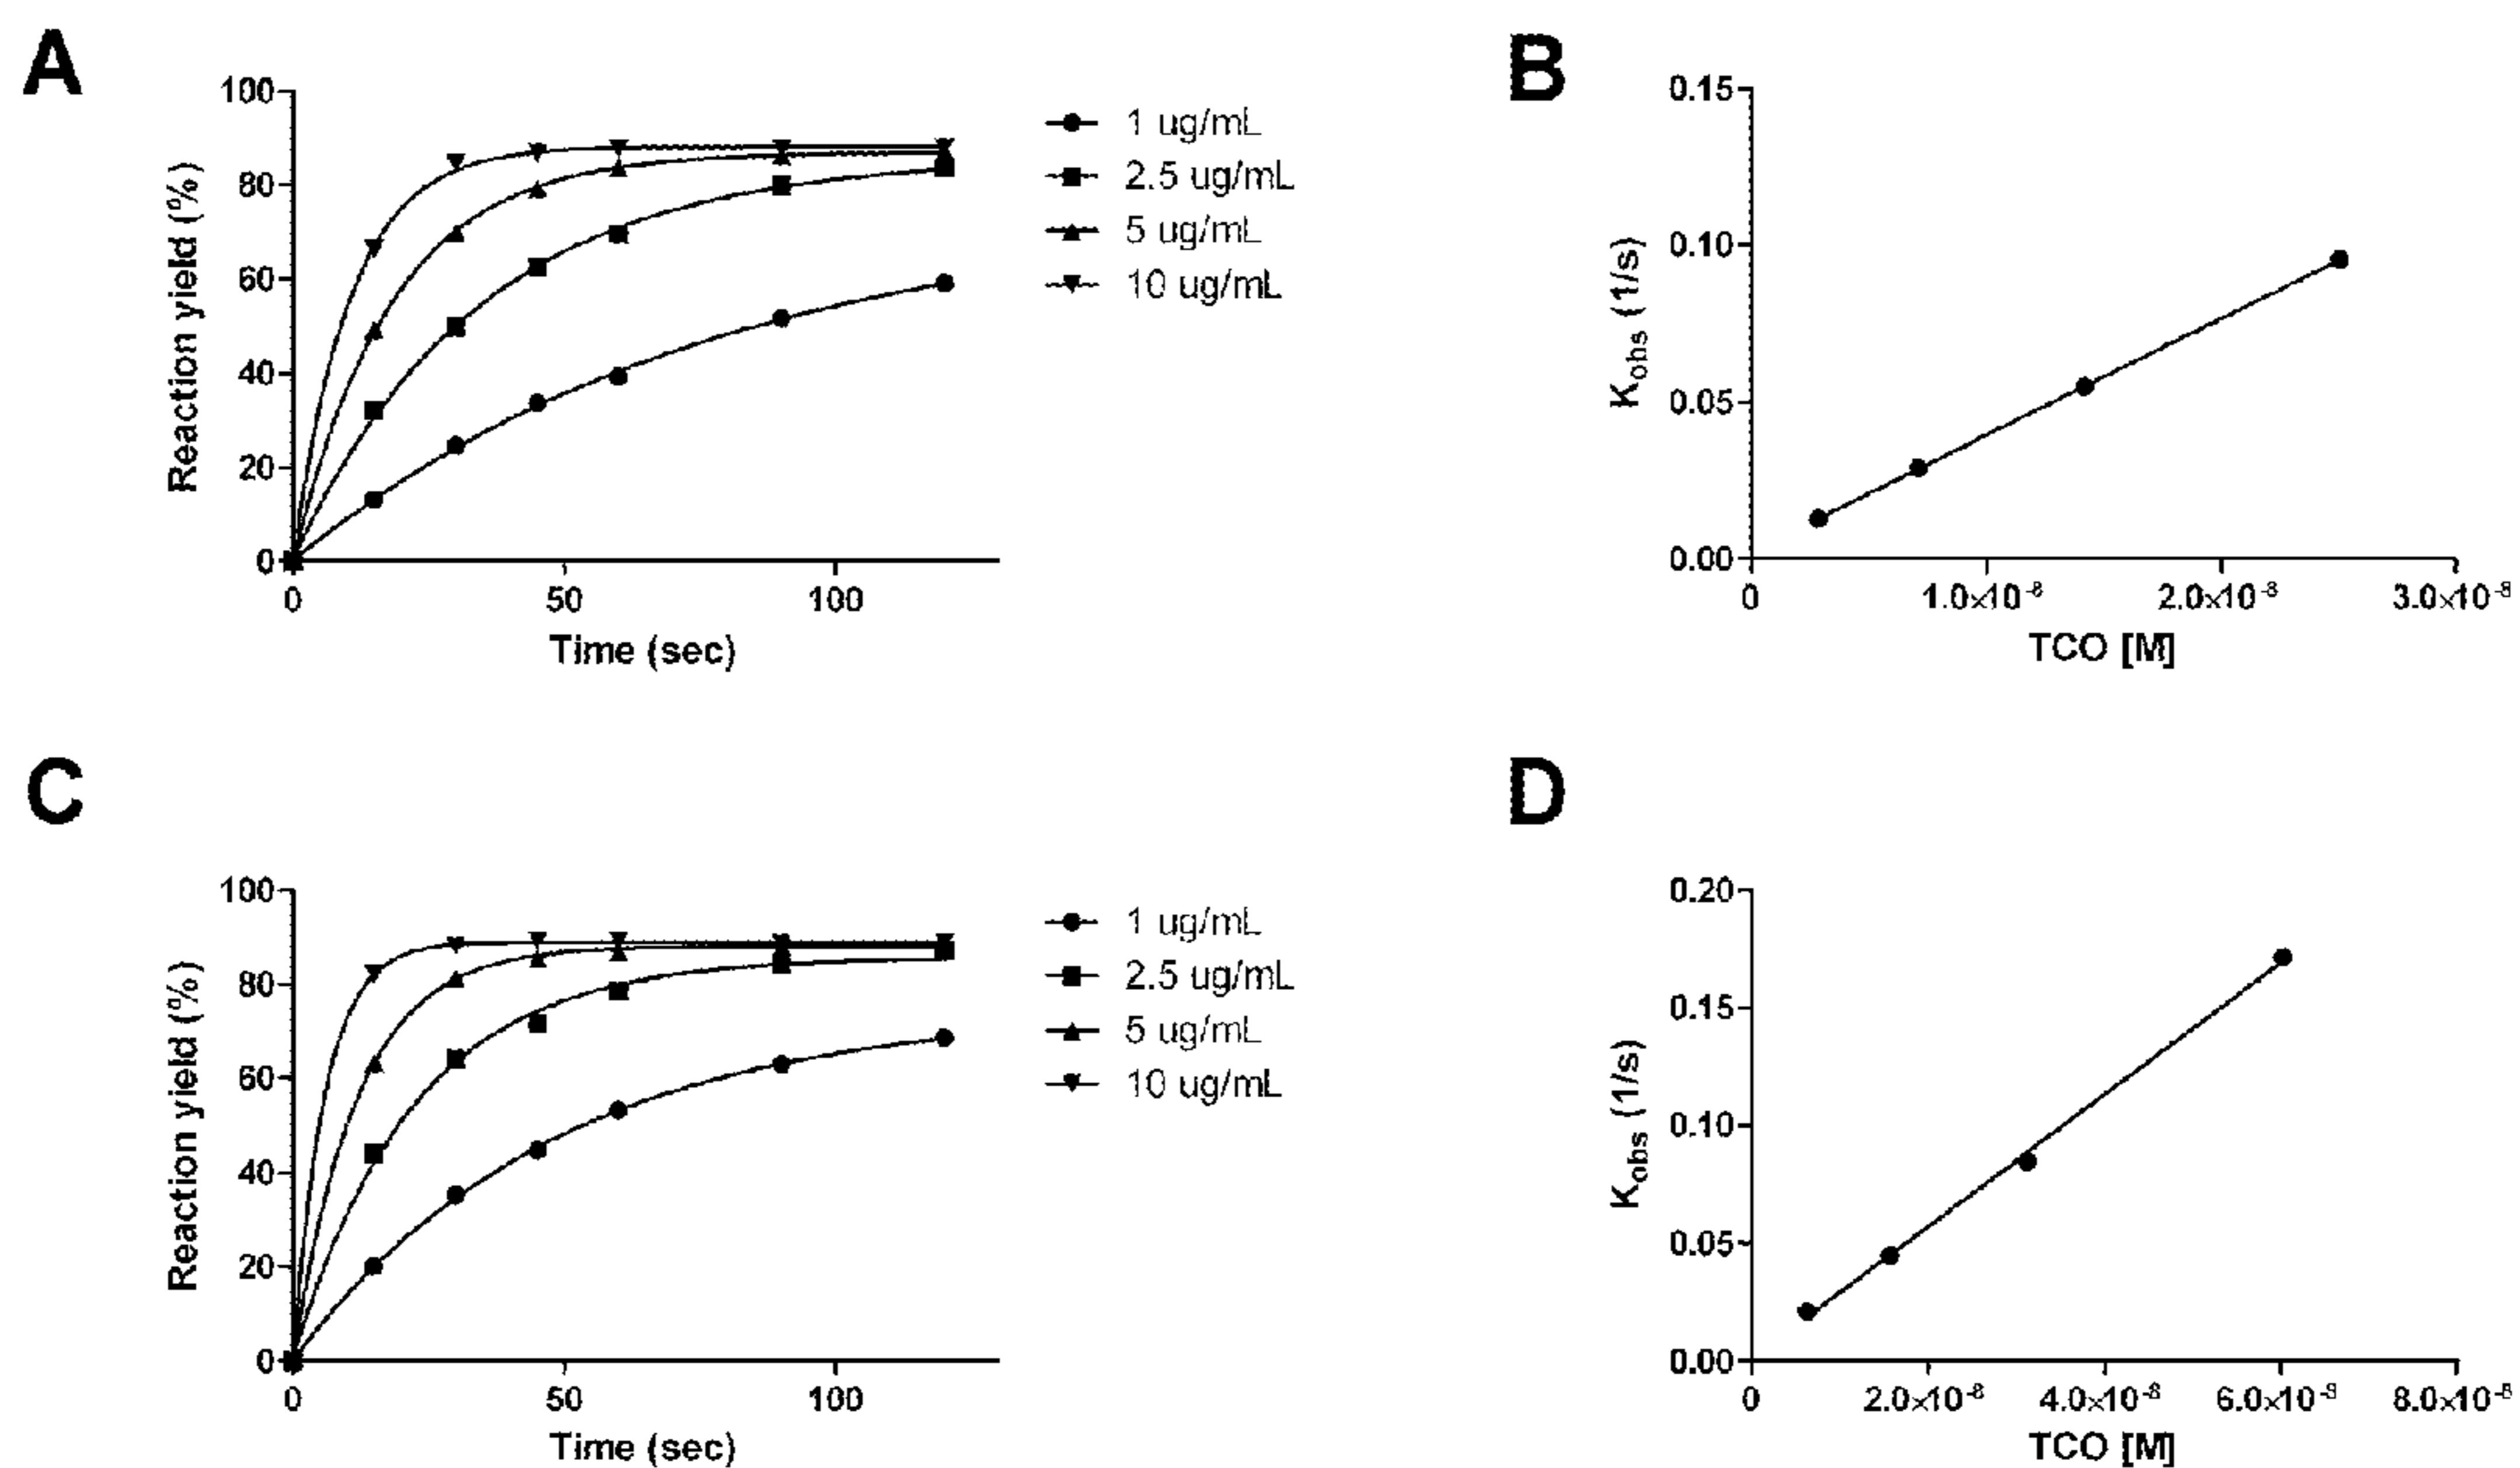 A
B
100
80
60
40
20
0
0
50
100
Reaction yield (%)
Time (sec)
1 ug/mL
2.5 ug/mL
5 ug/mL
10 ug/mL
0.15
0.10
0.05
0.00
0
1.0×10⁻⁸
2.0×10⁻⁸
3.0×10⁻⁸
K_obs (1/s)
TCO [M]
C
D
100
80
60
40
20
0
0
50
100
Reaction yield (%)
Time (sec)
1 ug/mL
2.5 ug/mL
5 ug/mL
10 ug/mL
0.20
0.15
0.10
0.05
0.00
0
2.0×10⁻⁸
4.0×10⁻⁸
6.0×10⁻⁸
8.0×10⁻⁸
K_obs (1/s)
TCO [M]